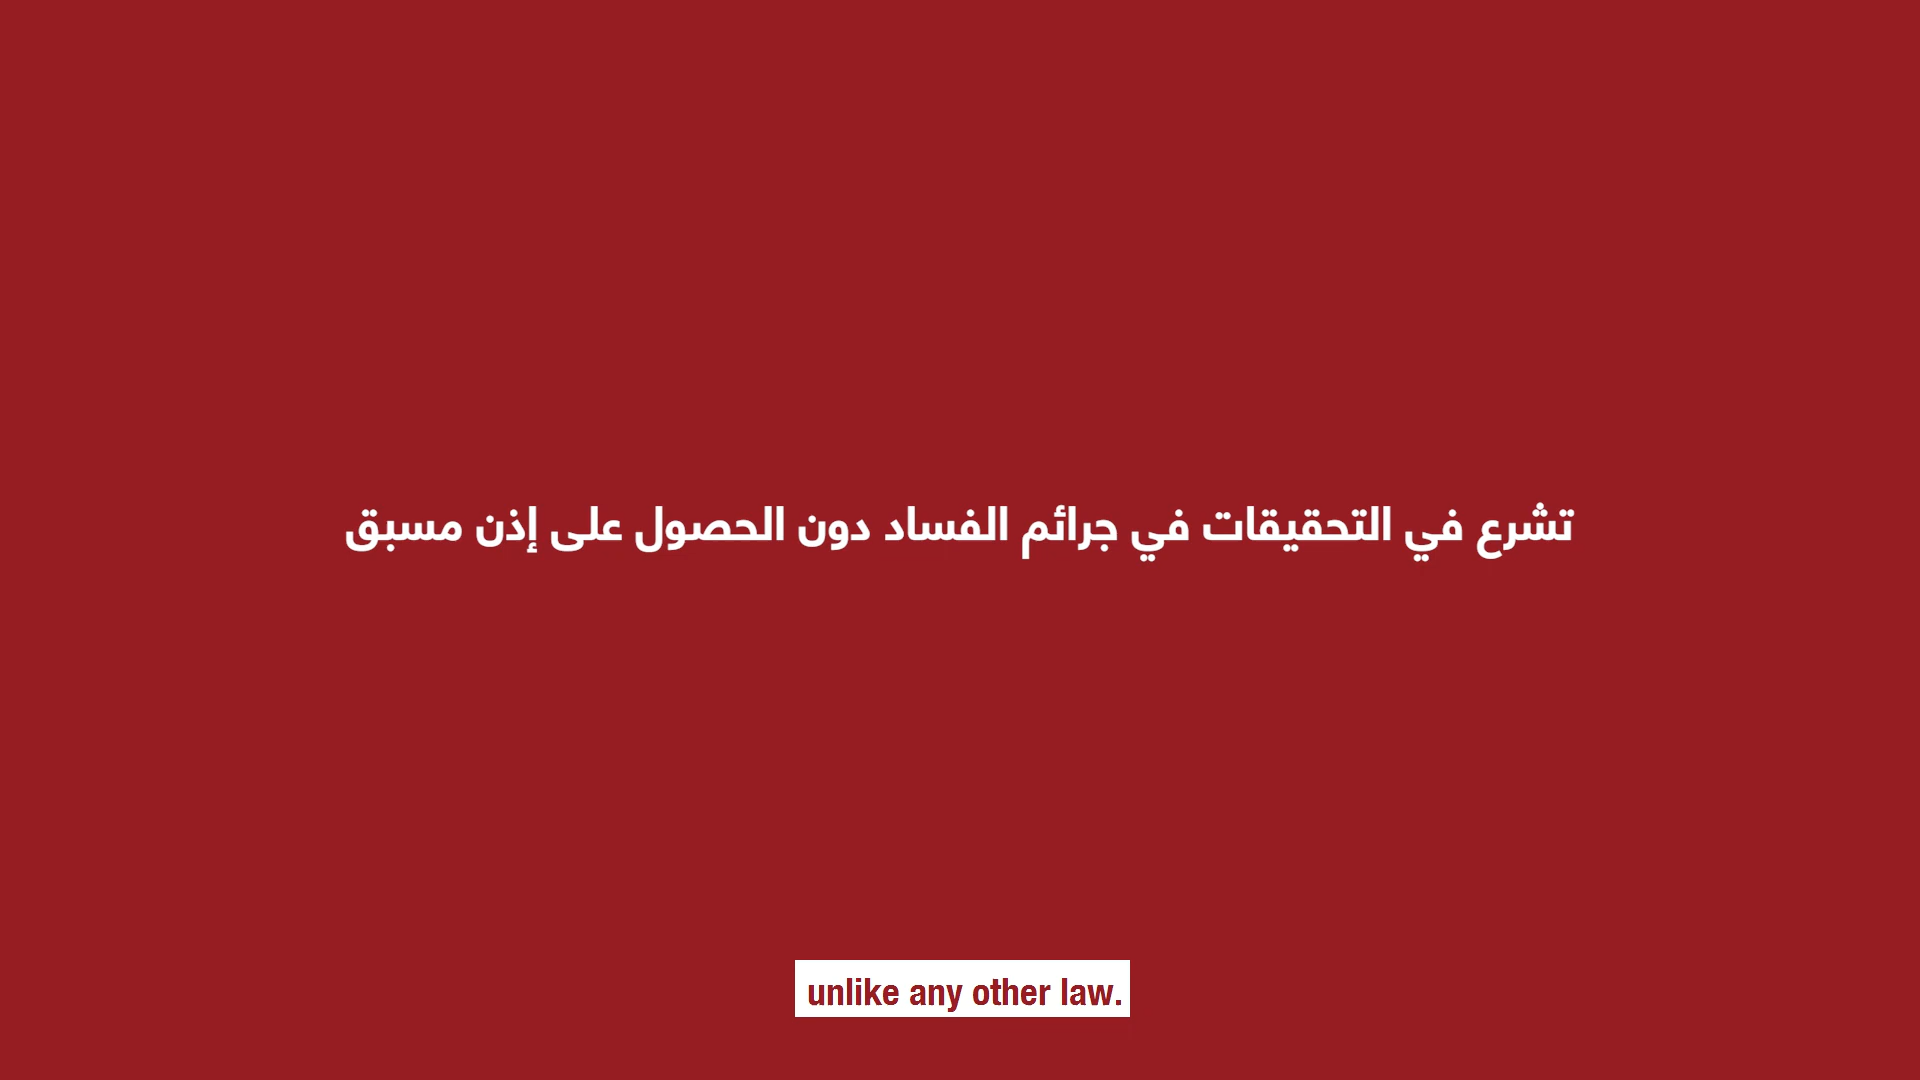 تشرع في التحقيقات في جرائم الفساد دون الحصول على إذن مسبق
unlike any other law.